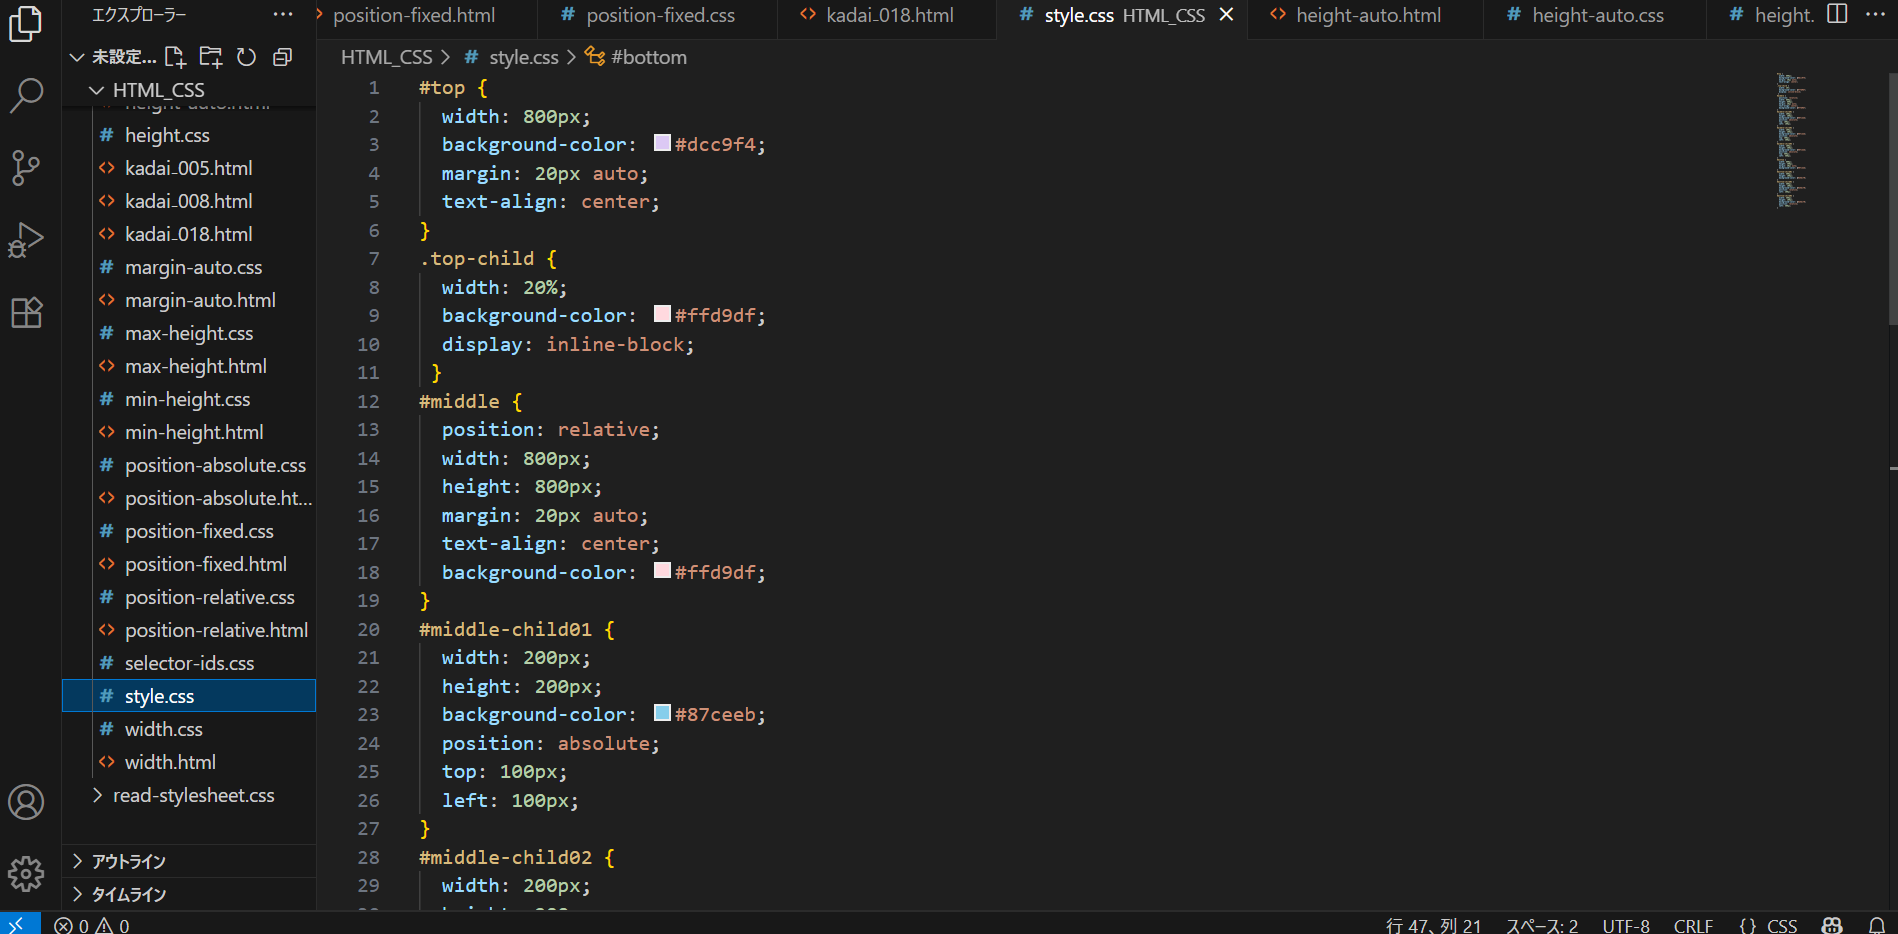 エクスプローラー
未設定...
HTML_CSS
height-auto.html
height.css
kadai_005.html
kadai_008.html
kadai_018.html
margin-auto.css
margin-auto.html
max-height.css
max-height.html
min-height.css
min-height.html
position-absolute.css
position-absolute.ht...
position-fixed.css
position-fixed.html
position-relative.css
position-relative.html
selector-ids.css
style.css
width.css
width.html
read-stylesheet.css
アウトライン
タイムライン
position-fixed.html
position-fixed.css
kadai_018.html
style.css HTML_CSS
height-auto.html
height-auto.css
height.
HTML_CSS > # style.css > #bottom
1 #top {
2 width: 800px;
3 background-color: #dcc9f4;
4 margin: 20px auto;
5 text-align: center;
6 }
7 .top-child {
8 width: 20%;
9 background-color: #ffd9df;
10 display: inline-block;
11 }
12 #middle {
13 position: relative;
14 width: 800px;
15 height: 800px;
16 margin: 20px auto;
17 text-align: center;
18 background-color: #ffd9df;
19 }
20 #middle-child01 {
21 width: 200px;
22 height: 200px;
23 background-color: #87ceeb;
24 position: absolute;
25 top: 100px;
26 left: 100px;
27 }
28 #middle-child02 {
29 width: 200px;
0 0
行 47、列 21 スペース: 2 UTF-8 CRLF {} CSS